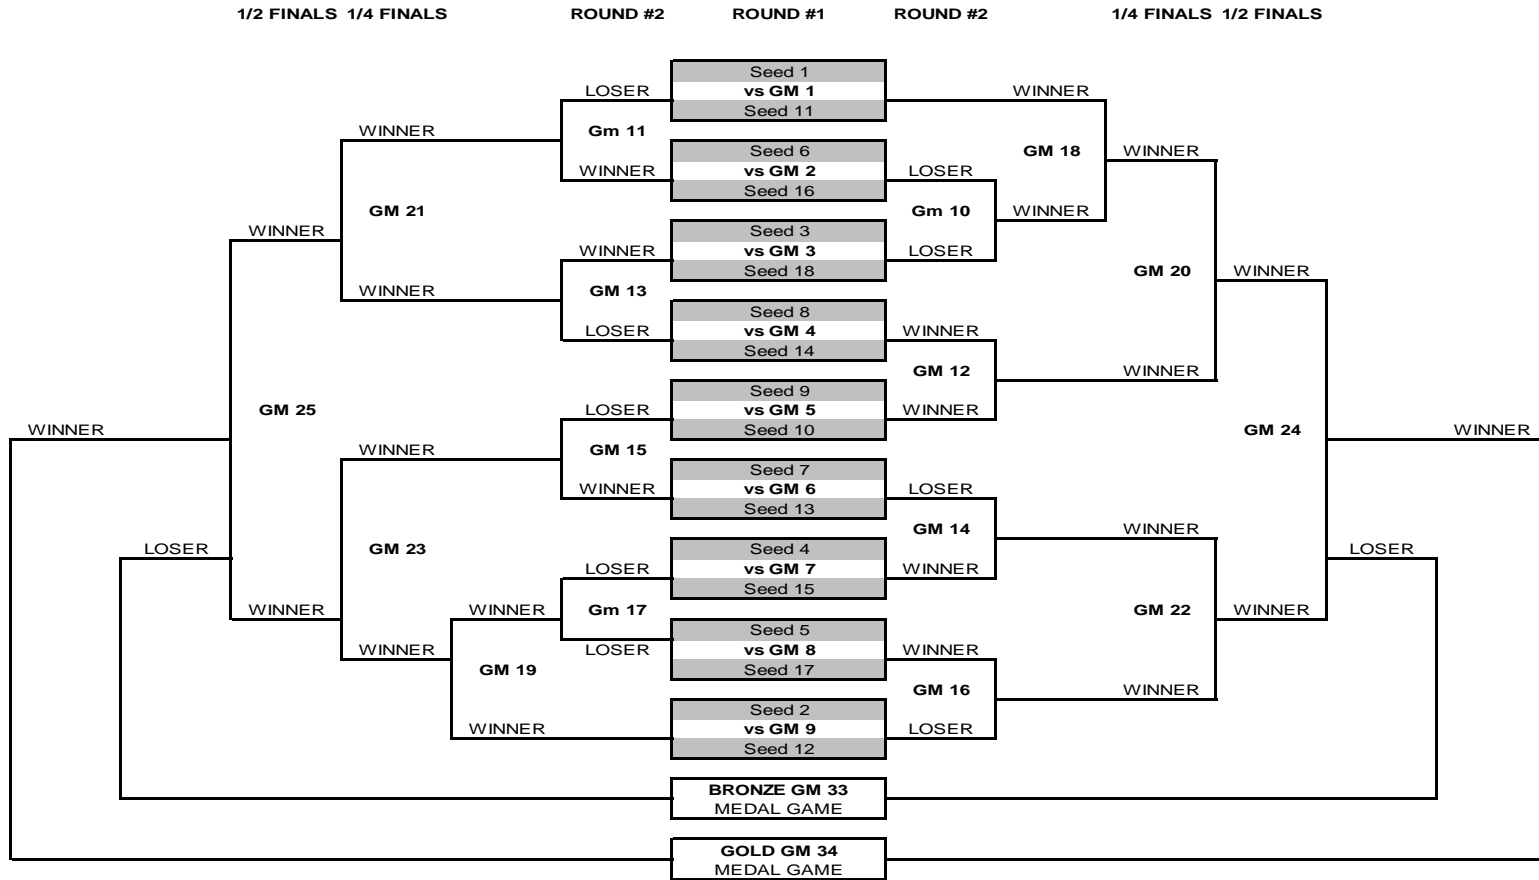 1/2 FINALS 1/4 FINALS ROUND #2 ROUND #1 ROUND #2 1/4 FINALS 1/2 FINALS
Seed 1
LOSER vs GM 1 WINNER
Seed 11
WINNER Gm 11
Seed 6 GM 18 WINNER
WINNER vs GM 2 LOSER
Seed 16
GM 21 Gm 10 WINNER
WINNER Seed 3
WINNER vs GM 3 LOSER
Seed 18 GM 20 WINNER
WINNER GM 13
Seed 8
LOSER vs GM 4 WINNER
Seed 14
GM 12 WINNER
Seed 9
GM 25 LOSER vs GM 5 WINNER
Seed 10
WINNER GM 24 WINNER
WINNER GM 15
Seed 7
WINNER vs GM 6 LOSER
Seed 13
GM 14 WINNER
LOSER GM 23 Seed 4 LOSER
LOSER vs GM 7 WINNER
Seed 15
WINNER WINNER Gm 17 GM 22 WINNER
Seed 5
WINNER LOSER vs GM 8 WINNER
GM 19 Seed 17
GM 16 WINNER
Seed 2
WINNER vs GM 9 LOSER
Seed 12
BRONZE GM 33
MEDAL GAME
GOLD GM 34
MEDAL GAME